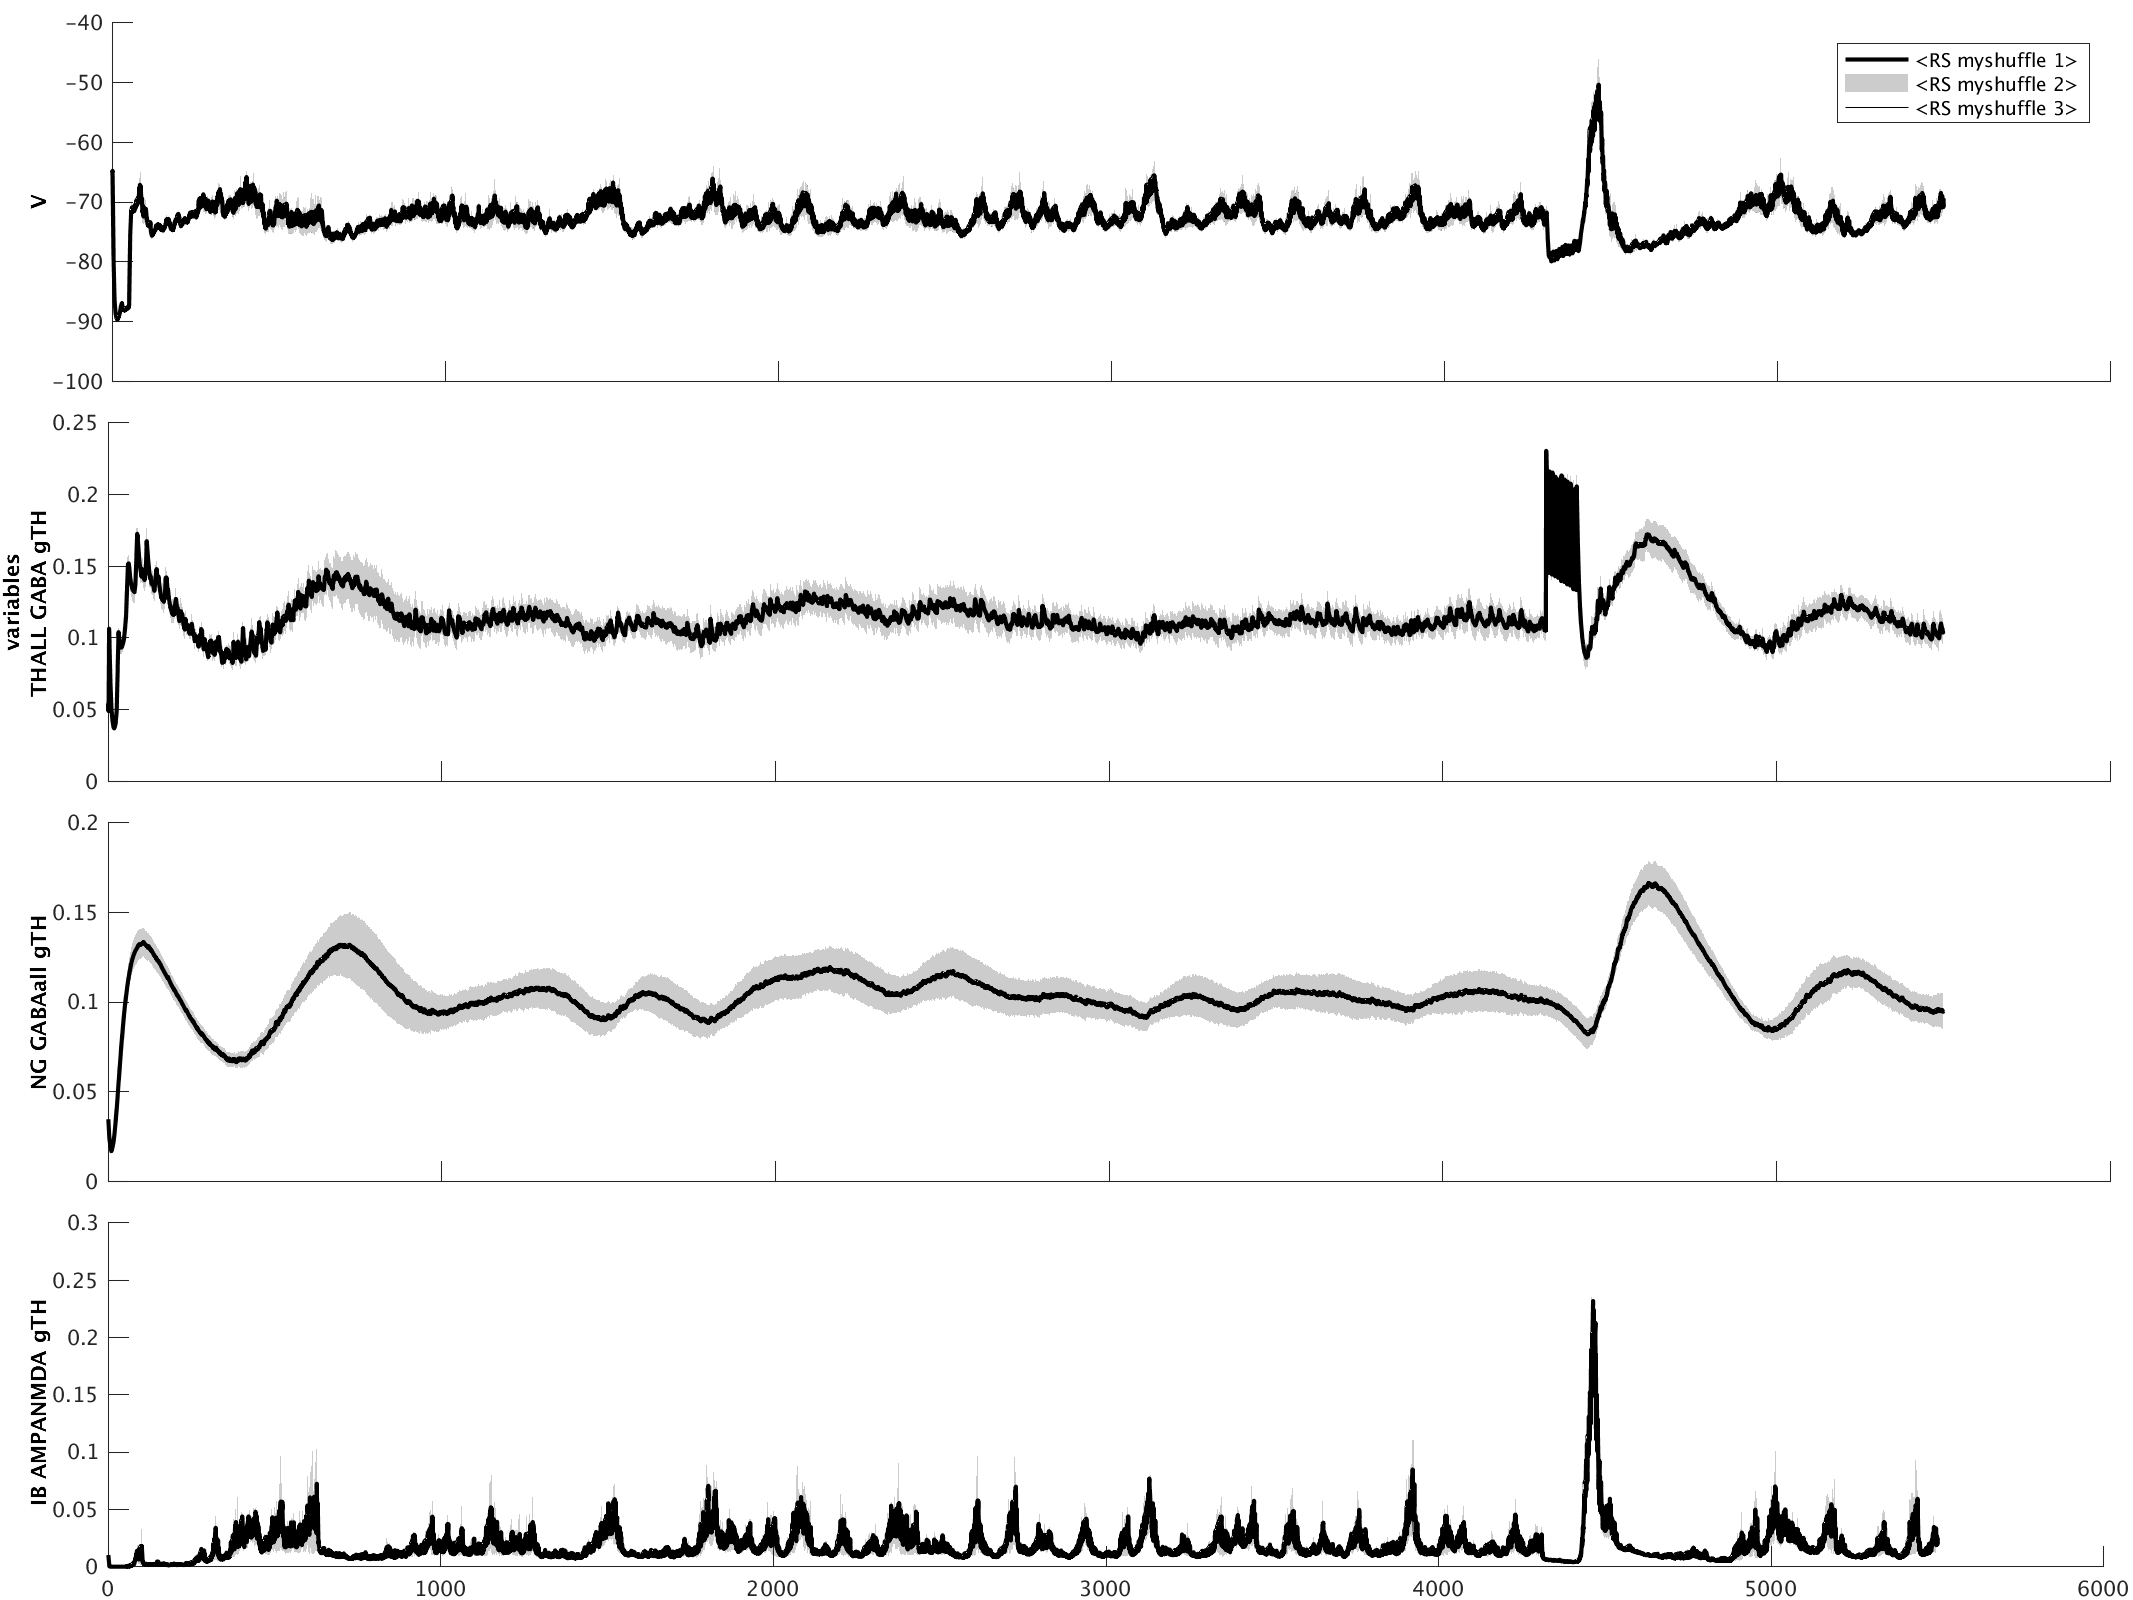 −40
−50
−60
−70
−80
−90
−100
V
<RS myshuffle 1>
<RS myshuffle 2>
<RS myshuffle 3>
0.25
0.2
0.15
0.1
0.05
0
variables
THALL GABA gTH
0.2
0.15
0.1
0.05
0
NG GABAall gTH
0.3
0.25
0.2
0.15
0.1
0.05
0
IB AMPANMDA gTH
0 1000 2000 3000 4000 5000 6000